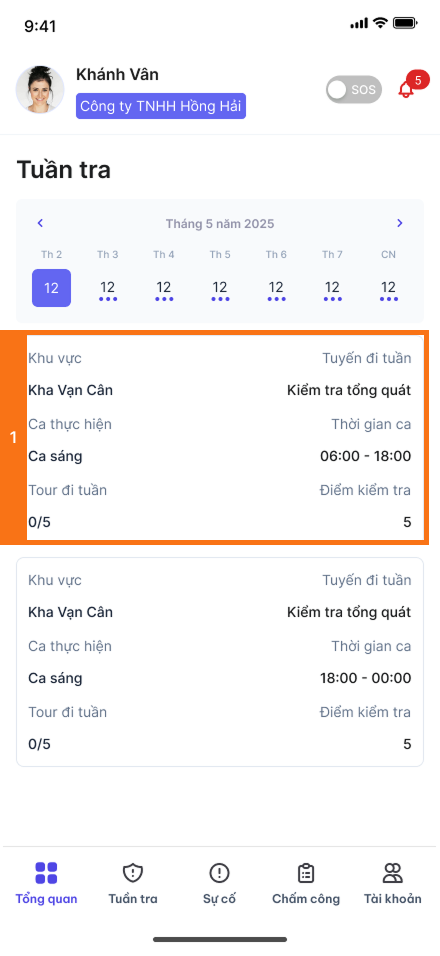 9:41
Khánh Vân
Công ty TNHH Hồng Hải
SOS
5
Tuần tra
Tháng 5 năm 2025
Th 2 Th 3 Th 4 Th 5 Th 6 Th 7 CN
12 12 12 12 12 12 12
1
Khu vực Tuyến đi tuần
Kha Vạn Cân Kiểm tra tổng quát
Ca thực hiện Thời gian ca
Ca sáng 06:00 - 18:00
Tour đi tuần Điểm kiểm tra
0/5 5
Khu vực Tuyến đi tuần
Kha Vạn Cân Kiểm tra tổng quát
Ca thực hiện Thời gian ca
Ca sáng 18:00 - 00:00
Tour đi tuần Điểm kiểm tra
0/5 5
Tổng quan Tuần tra Sự cố Chấm công Tài khoản